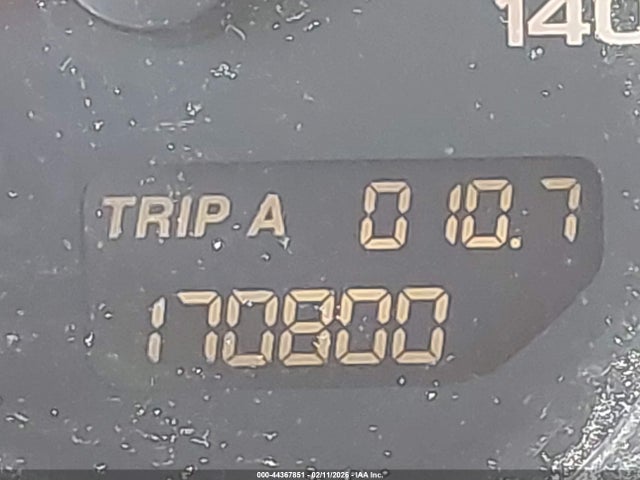 140
TRIP A 010.7
170800
000-44367851 - 02/11/2026 - IAA Inc.